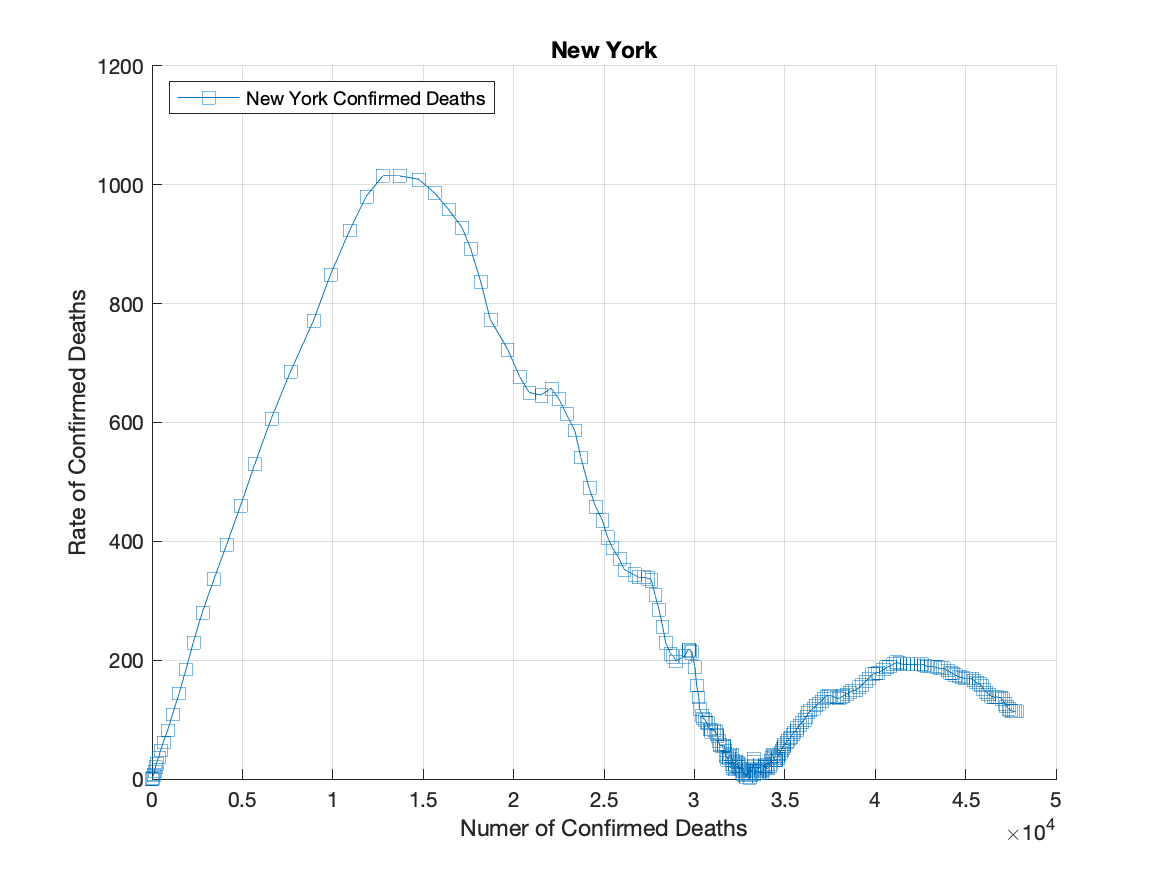 New York
1200
New York Confirmed Deaths
1000
800
600
400
200
0
Rate of Confirmed Deaths
0 0.5 1 1.5 2 2.5 3 3.5 4 4.5 5
Numer of Confirmed Deaths
×10^4